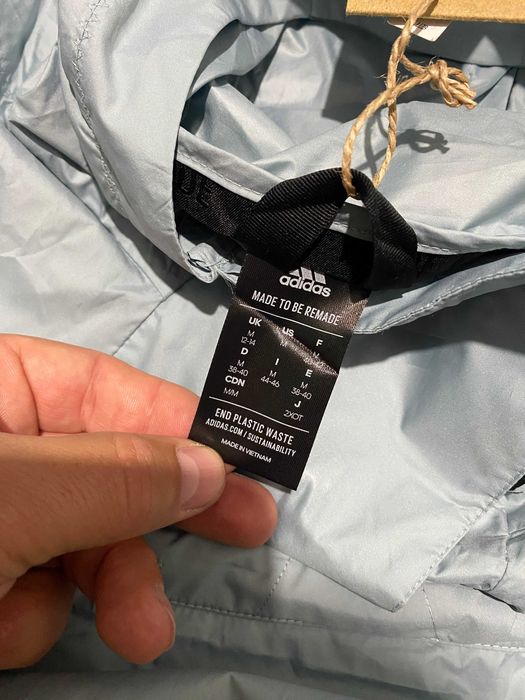 adidas
MADE TO BE REMADE
UK US F
M M M
12-14
D I E
M M M
38-40 44-46 38-40
CDN J
M/M 2XOT
END PLASTIC WASTE
ADIDAS.COM / SUSTAINABILITY
MADE IN VIETNAM